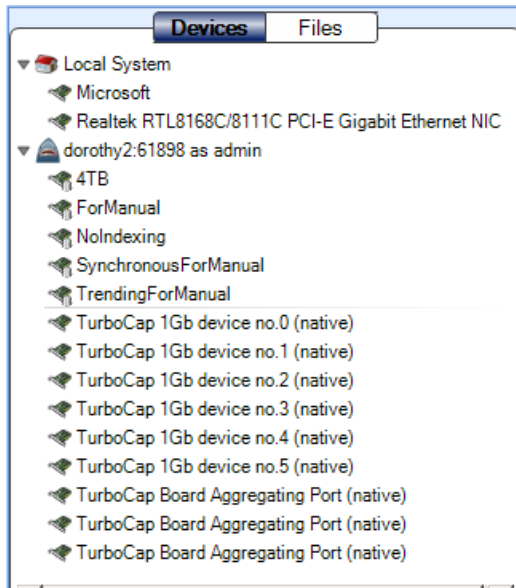 Devices Files
Local System
Microsoft
Realtek RTL8168C/8111C PCI-E Gigabit Ethernet NIC
dorothy2:61898 as admin
4TB
ForManual
NoIndexing
SynchronousForManual
TrendingForManual
TurboCap 1Gb device no.0 (native)
TurboCap 1Gb device no.1 (native)
TurboCap 1Gb device no.2 (native)
TurboCap 1Gb device no.3 (native)
TurboCap 1Gb device no.4 (native)
TurboCap 1Gb device no.5 (native)
TurboCap Board Aggregating Port (native)
TurboCap Board Aggregating Port (native)
TurboCap Board Aggregating Port (native)